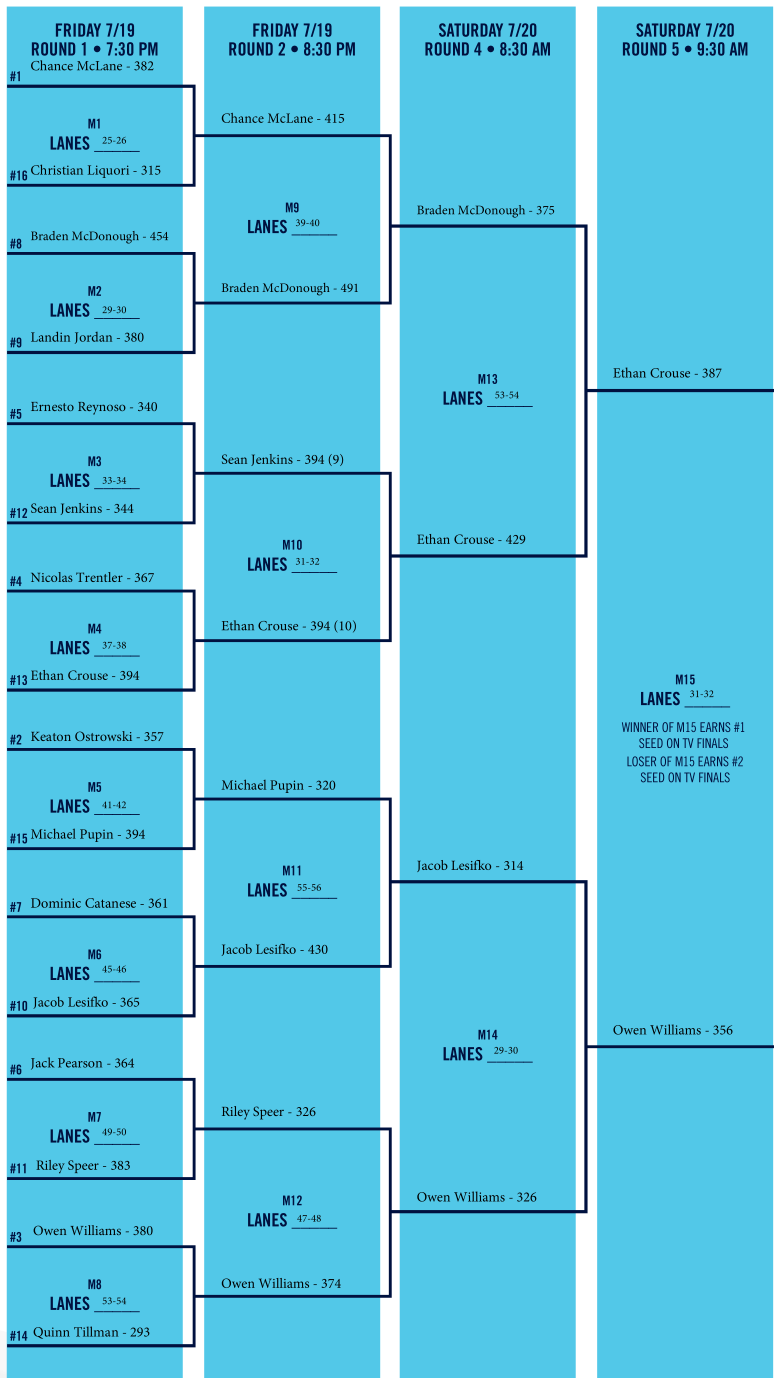 FRIDAY 7/19
ROUND 1 • 7:30 PM
#1 Chance McLane - 382
M1
LANES 25-26
#16 Christian Liquori - 315
#8 Braden McDonough - 454
M2
LANES 29-30
#9 Landin Jordan - 380
#5 Ernesto Reynoso - 340
M3
LANES 33-34
#12 Sean Jenkins - 344
#4 Nicolas Trentler - 367
M4
LANES 37-38
#13 Ethan Crouse - 394
#2 Keaton Ostrowski - 357
M5
LANES 41-42
#15 Michael Pupin - 394
#7 Dominic Catanese - 361
M6
LANES 45-46
#10 Jacob Lesifko - 365
#6 Jack Pearson - 364
M7
LANES 49-50
#11 Riley Speer - 383
#3 Owen Williams - 380
M8
LANES 53-54
#14 Quinn Tillman - 293
FRIDAY 7/19
ROUND 2 • 8:30 PM
Chance McLane - 415
M9
LANES 39-40
Braden McDonough - 491
Sean Jenkins - 394 (9)
M10
LANES 31-32
Ethan Crouse - 394 (10)
Michael Pupin - 320
M11
LANES 55-56
Jacob Lesifko - 430
Riley Speer - 326
M12
LANES 47-48
Owen Williams - 374
SATURDAY 7/20
ROUND 4 • 8:30 AM
Braden McDonough - 375
M13
LANES 53-54
Ethan Crouse - 429
Jacob Lesifko - 314
M14
LANES 29-30
Owen Williams - 326
SATURDAY 7/20
ROUND 5 • 9:30 AM
Ethan Crouse - 387
M15
LANES 31-32
WINNER OF M15 EARNS #1
SEED ON TV FINALS
LOSER OF M15 EARNS #2
SEED ON TV FINALS
Owen Williams - 356